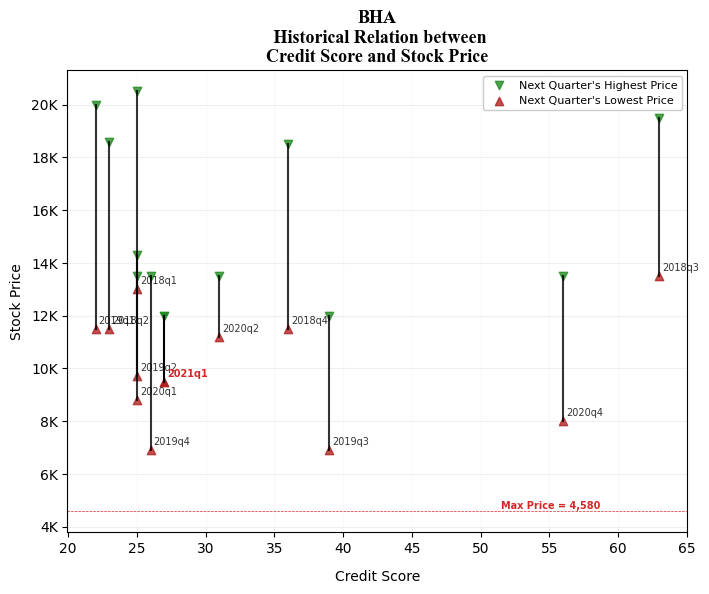 BHA
Historical Relation between
Credit Score and Stock Price
Next Quarter's Highest Price
Next Quarter's Lowest Price
Stock Price
20K
18K
16K
14K
12K
10K
8K
6K
4K
2018q3
2018q1
2018q2
2018q4
2020q2
2019q2
2021q1
2020q1
2020q4
2019q4
2019q3
Max Price = 4,580
20 25 30 35 40 45 50 55 60 65
Credit Score